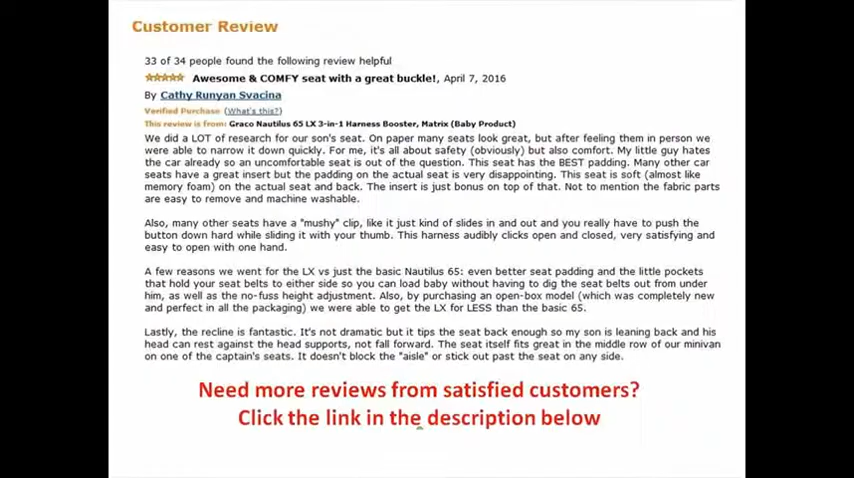 Customer Review
33 of 34 people found the following review helpful
Awesome & COMFY seat with a great buckle!, April 7, 2016
By Cathy Runyan Svacina
Verified Purchase (What's this?)
This review is from: Graco Nautilus 65 LX 3-in-1 Harness Booster, Matrix (Baby Product)
We did a LOT of research for our son's seat. On paper many seats look great, but after feeling them in person we
were able to narrow it down quickly. For me, it's all about safety (obviously) but also comfort. My little guy hates
the car already so an uncomfortable seat is out of the question. This seat has the BEST padding. Many other car
seats have a great insert but the padding on the actual seat is very disappointing. This seat is soft (almost like
memory foam) on the actual seat and back. The insert is just bonus on top of that. Not to mention the fabric parts
are easy to remove and machine washable.
Also, many other seats have a "mushy" clip, like it just kind of slides in and out and you really have to push the
button down hard while sliding it with your thumb. This harness audibly clicks open and closed, very satisfying and
easy to open with one hand.
A few reasons we went for the LX vs just the basic Nautilus 65: even better seat padding and the little pockets
that hold your seat belts to either side so you can load baby without having to dig the seat belts out from under
him, as well as the no-fuss height adjustment. Also, by purchasing an open-box model (which was completely new
and perfect in all the packaging) we were able to get the LX for LESS than the basic 65.
Lastly, the recline is fantastic. It's not dramatic but it tips the seat back enough so my son is leaning back and his
head can rest against the head supports, not fall forward. The seat itself fits great in the middle row of our minivan
on one of the captain's seats. It doesn't block the "aisle" or stick out past the seat on any side.
Need more reviews from satisfied customers?
Click the link in the description below